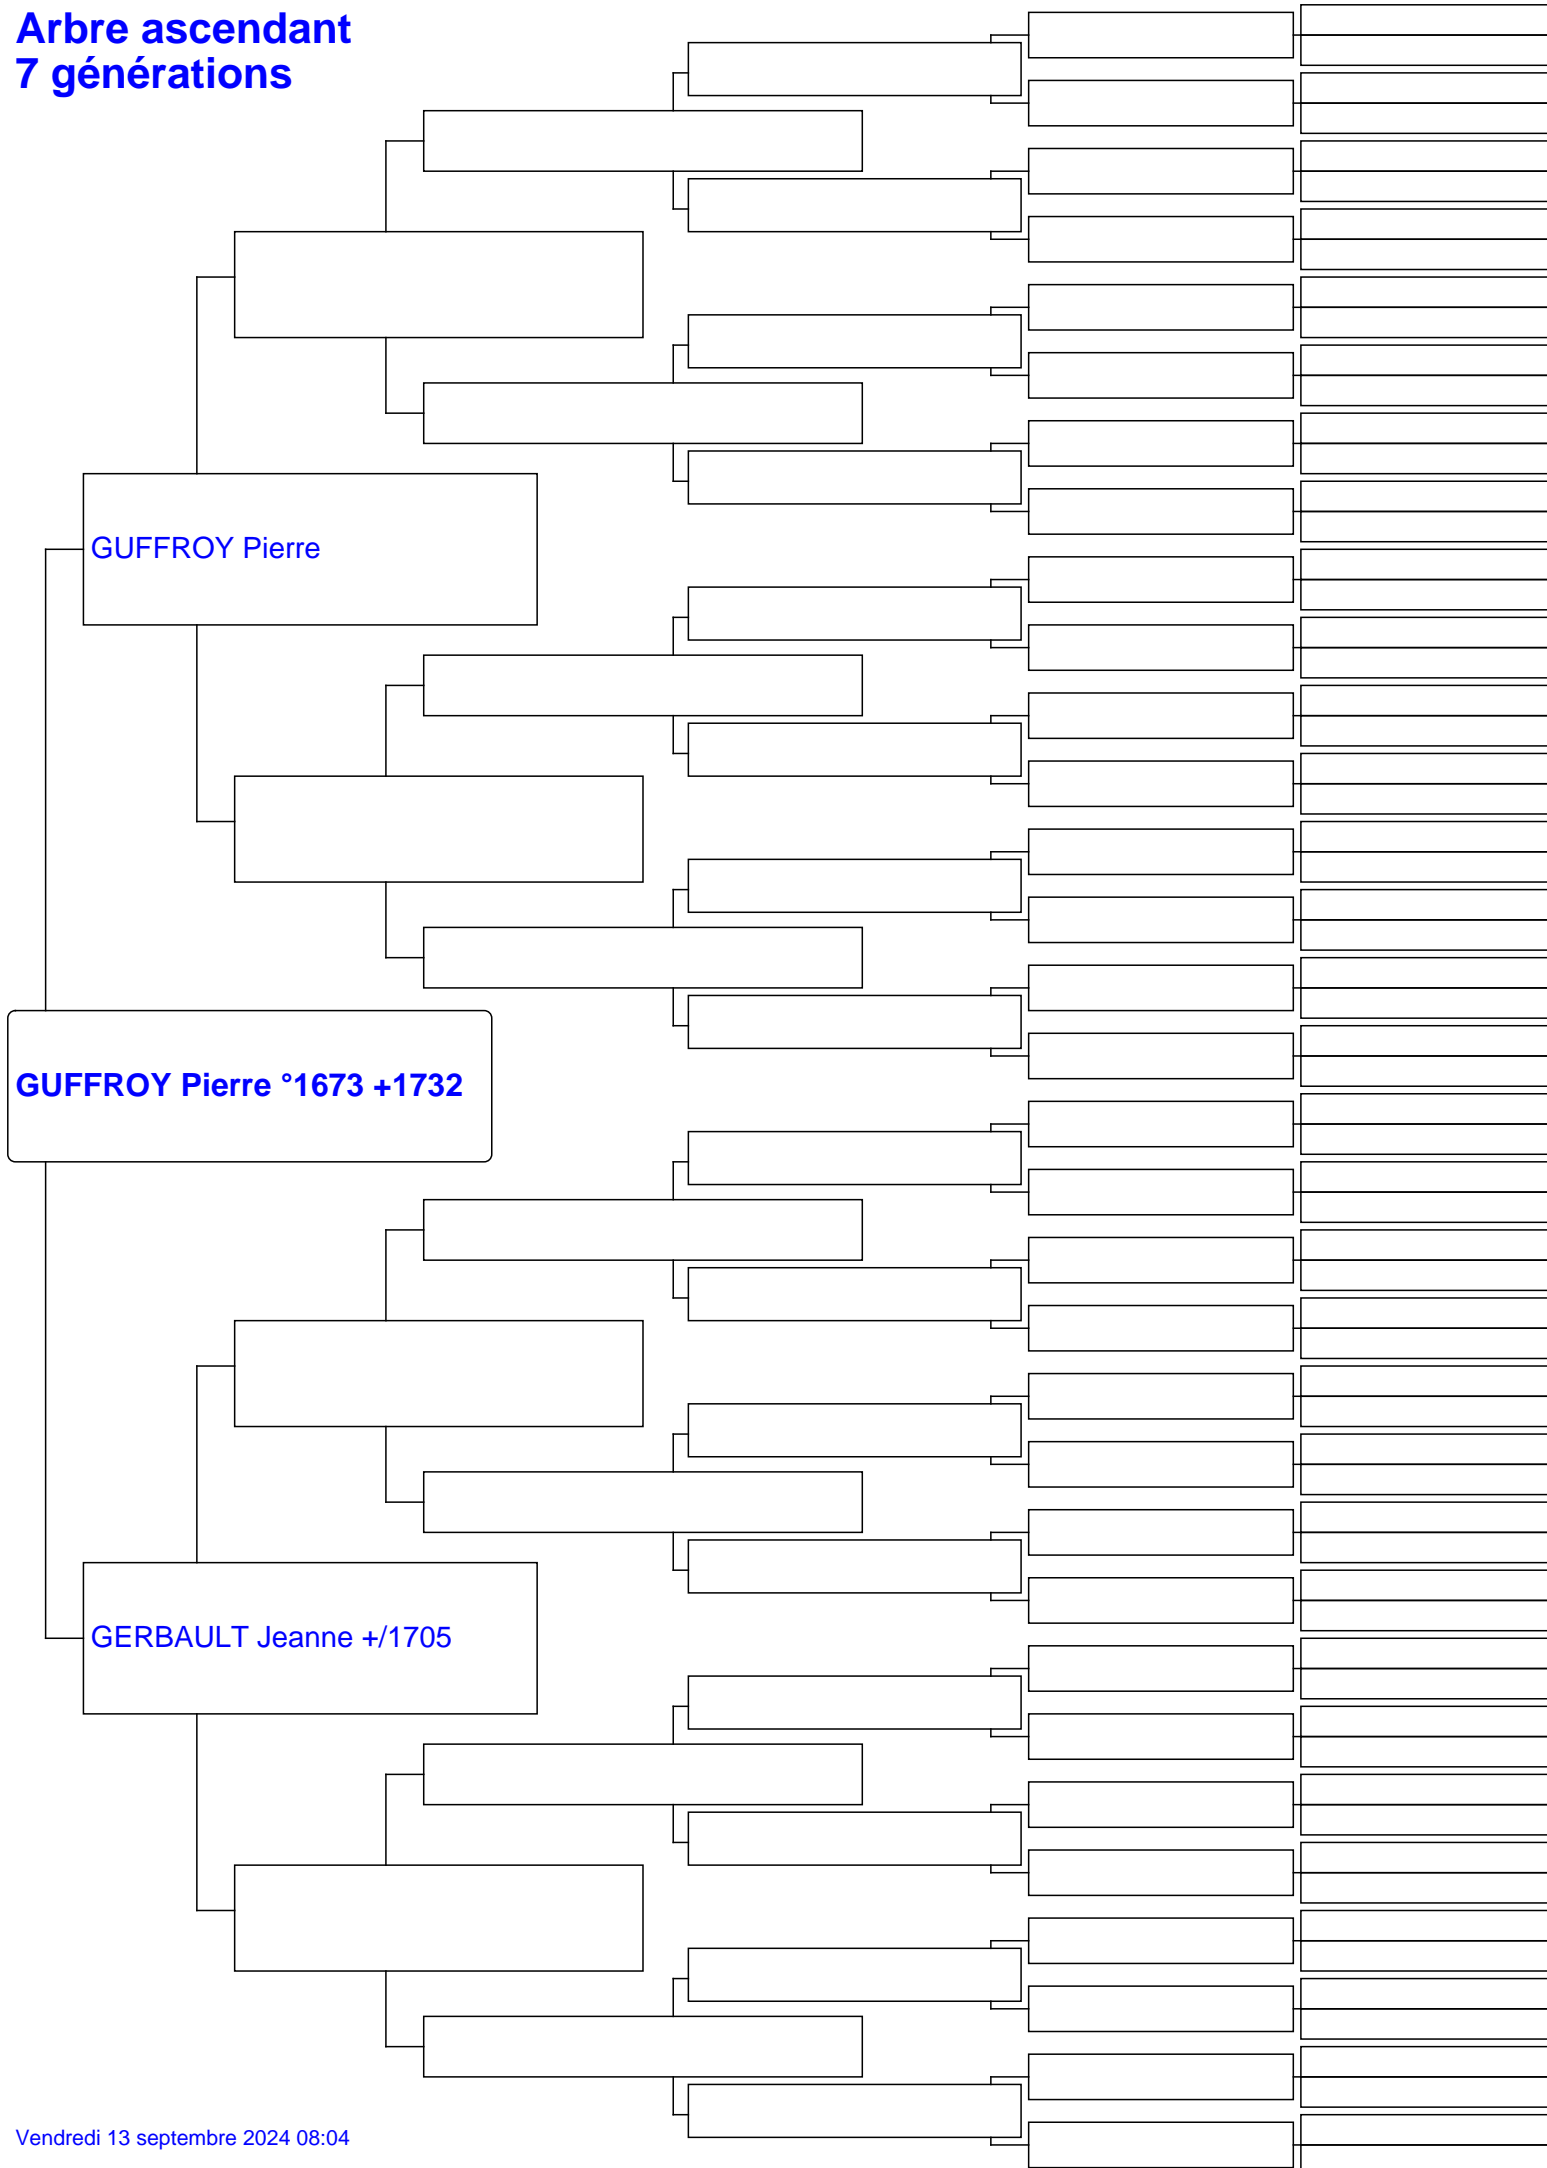 Arbre ascendant
7 générations
GUFFROY Pierre
GUFFROY Pierre °1673 +1732
GERBAULT Jeanne +/1705
Vendredi 13 septembre 2024 08:04